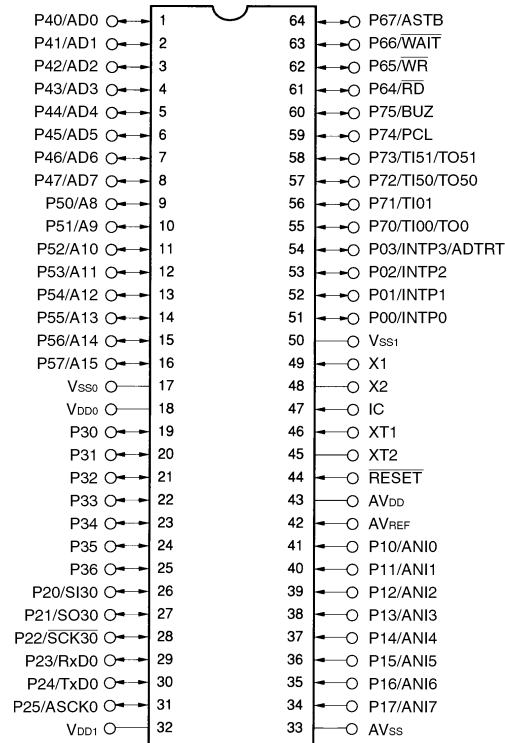 P40/AD0 1 64 P67/ASTB
P41/AD1 2 63 P66/WAIT
P42/AD2 3 62 P65/WR
P43/AD3 4 61 P64/RD
P44/AD4 5 60 P75/BUZ
P45/AD5 6 59 P74/PCL
P46/AD6 7 58 P73/TI51/TO51
P47/AD7 8 57 P72/TI50/TO50
P50/A8 9 56 P71/TI01
P51/A9 10 55 P70/TI00/TO0
P52/A10 11 54 P03/INTP3/ADTRT
P53/A11 12 53 P02/INTP2
P54/A12 13 52 P01/INTP1
P55/A13 14 51 P00/INTP0
P56/A14 15 50 VSS1
P57/A15 16 49 X1
VSS0 17 48 X2
VDD0 18 47 IC
P30 19 46 XT1
P31 20 45 XT2
P32 21 44 RESET
P33 22 43 AVDD
P34 23 42 AVREF
P35 24 41 P10/ANI0
P36 25 40 P11/ANI1
P20/SI30 26 39 P12/ANI2
P21/SO30 27 38 P13/ANI3
P22/SCK30 28 37 P14/ANI4
P23/RxD0 29 36 P15/ANI5
P24/TxD0 30 35 P16/ANI6
P25/ASCK0 31 34 P17/ANI7
VDD1 32 33 AVSS